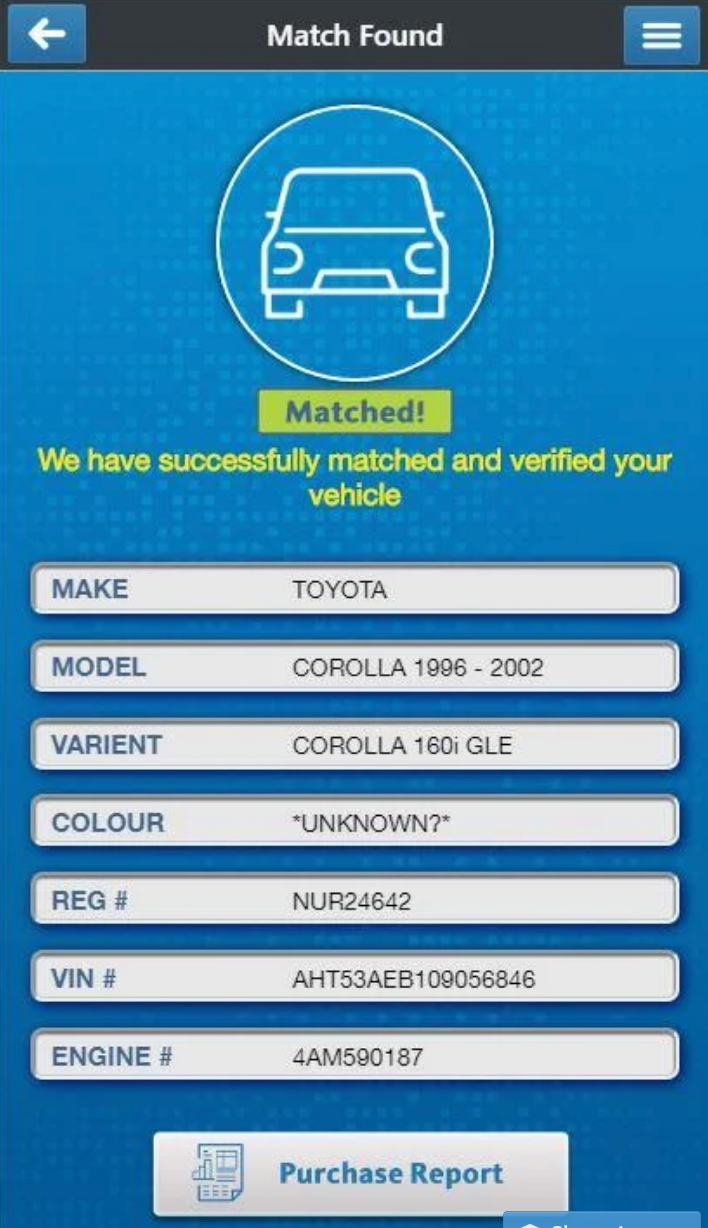 Match Found
Matched!
We have successfully matched and verified your
vehicle
MAKE TOYOTA
MODEL COROLLA 1996 - 2002
VARIENT COROLLA 160i GLE
COLOUR *UNKNOWN?*
REG # NUR24642
VIN # AHT53AEB109056846
ENGINE # 4AM590187
Purchase Report